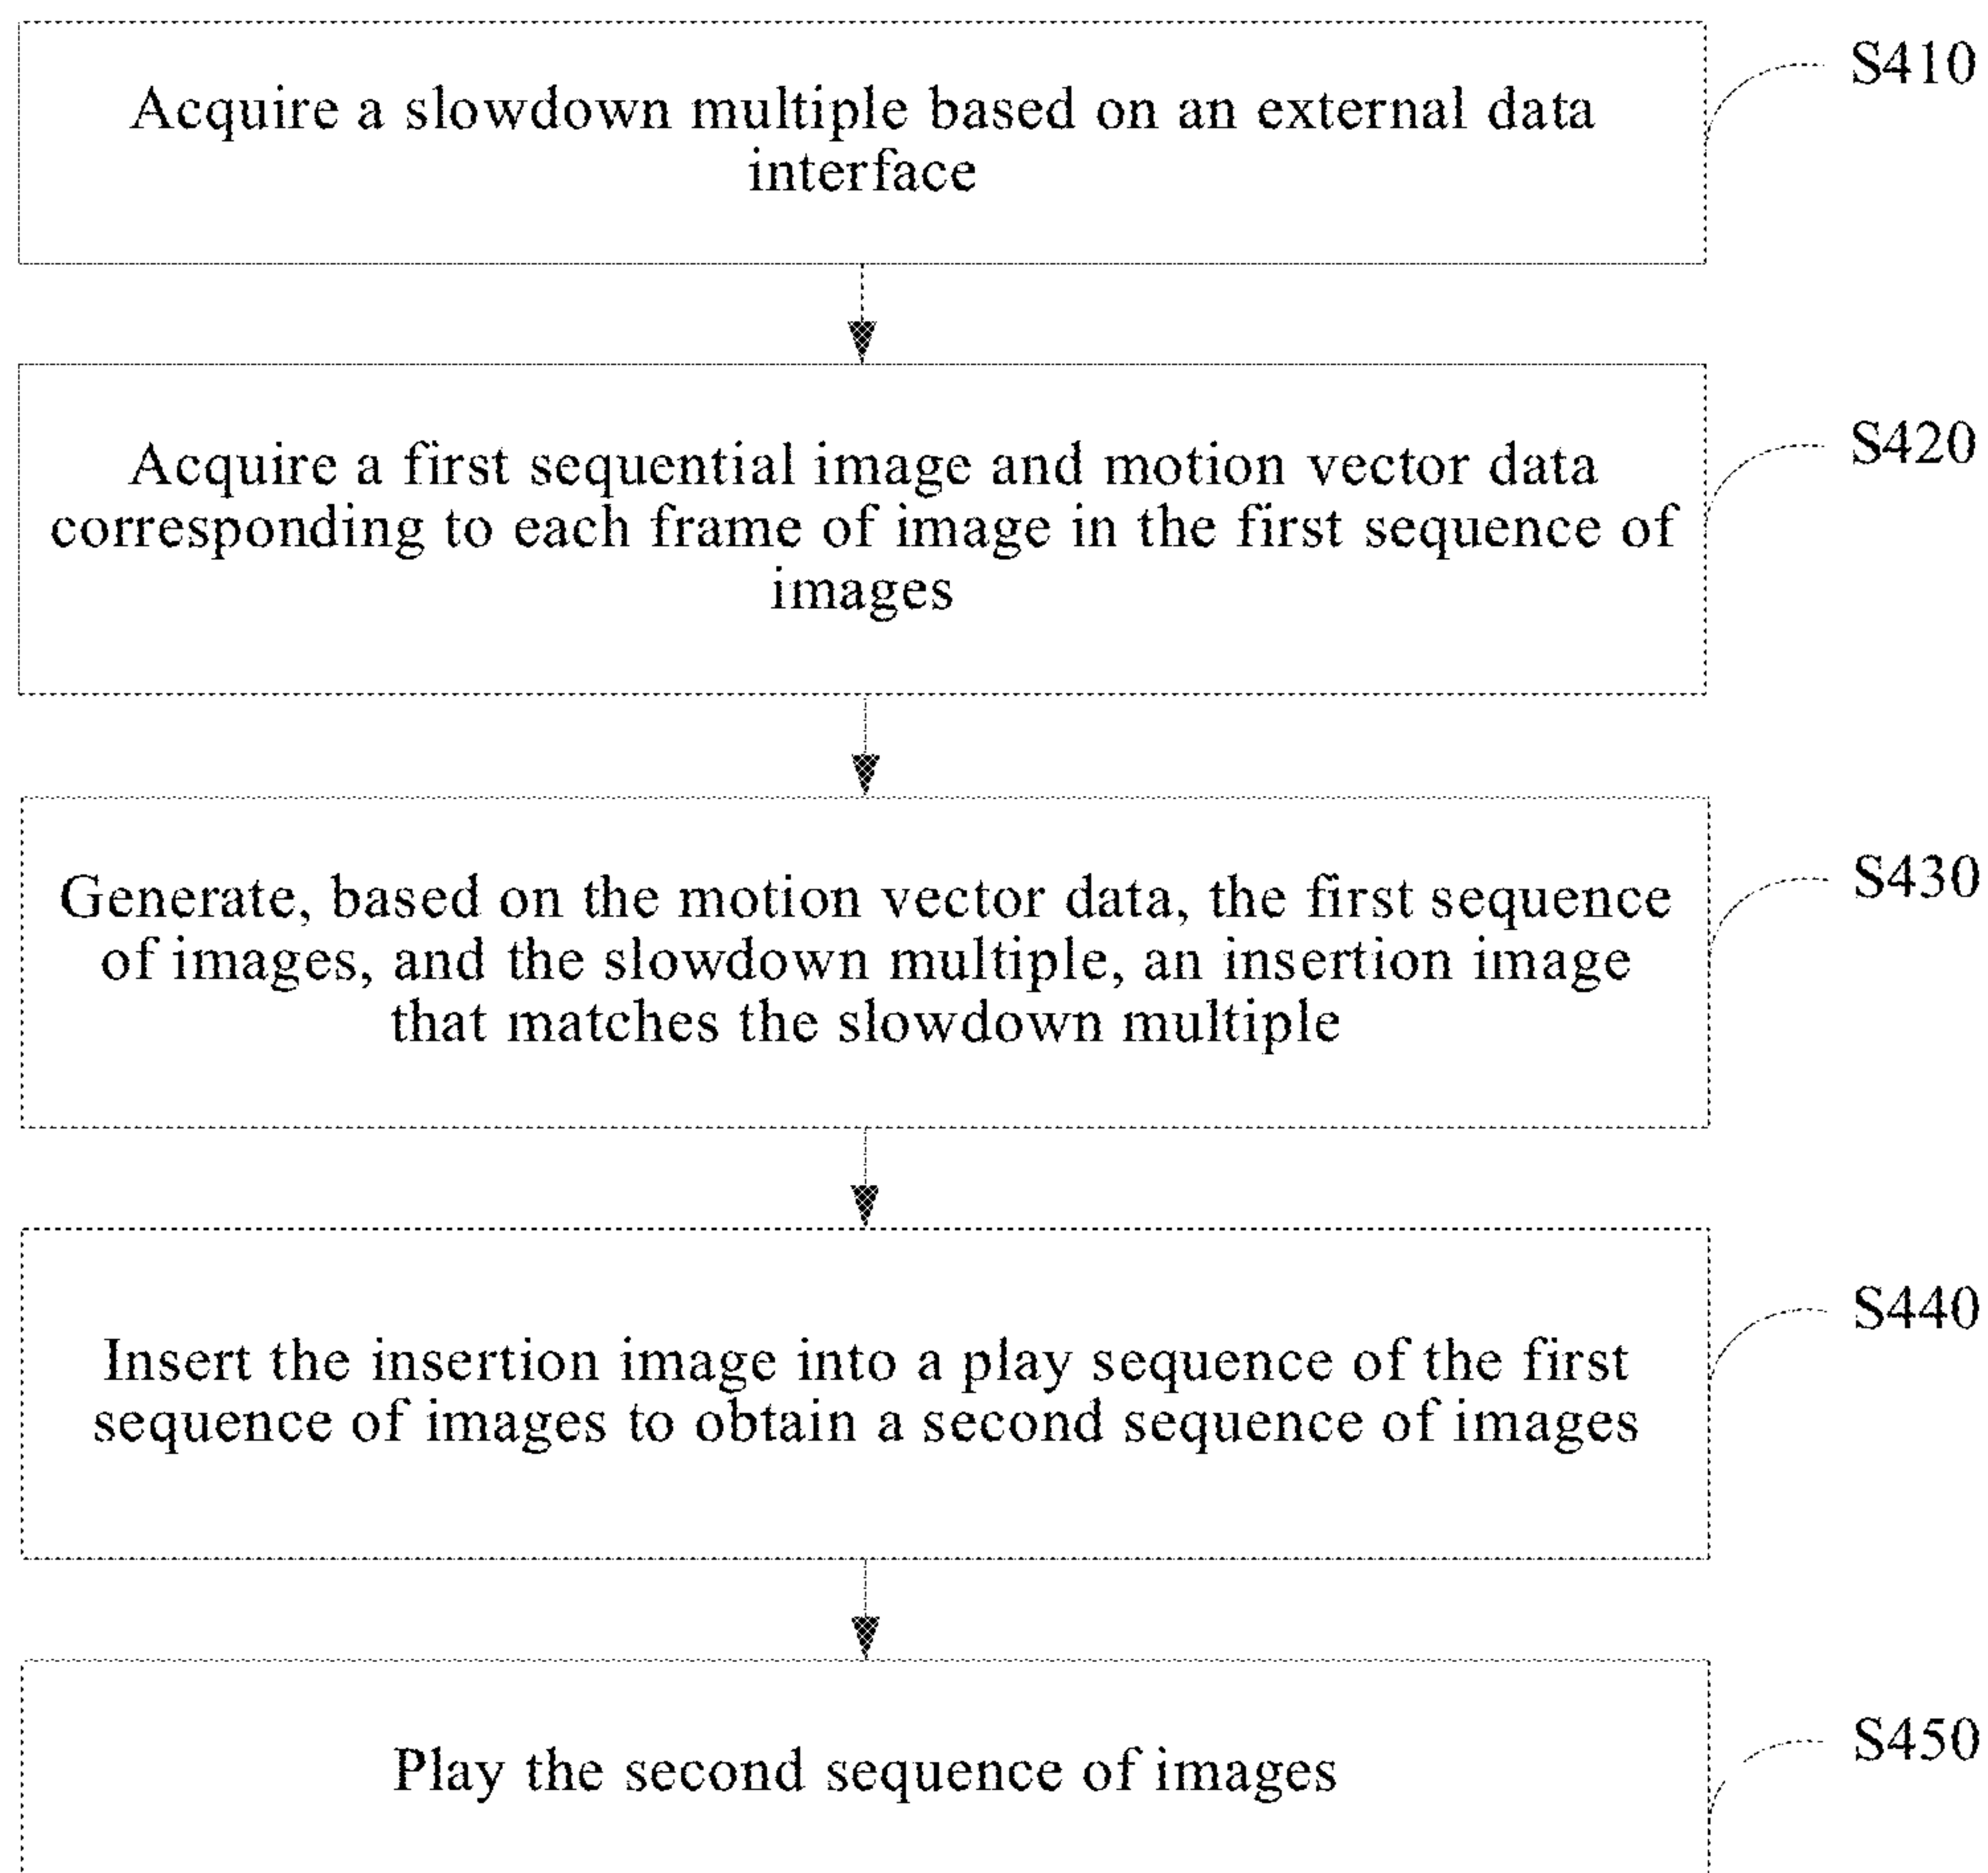 Acquire a slowdown multiple based on an external data
interface
S410
Acquire a first sequential image and motion vector data
corresponding to each frame of image in the first sequence of
images
S420
Generate, based on the motion vector data, the first sequence
of images, and the slowdown multiple, an insertion image
that matches the slowdown multiple
S430
Insert the insertion image into a play sequence of the first
sequence of images to obtain a second sequence of images
S440
Play the second sequence of images
S450